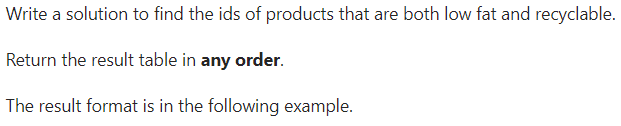 Write a solution to find the ids of products that are both low fat and recyclable.
Return the result table in any order.
The result format is in the following example.